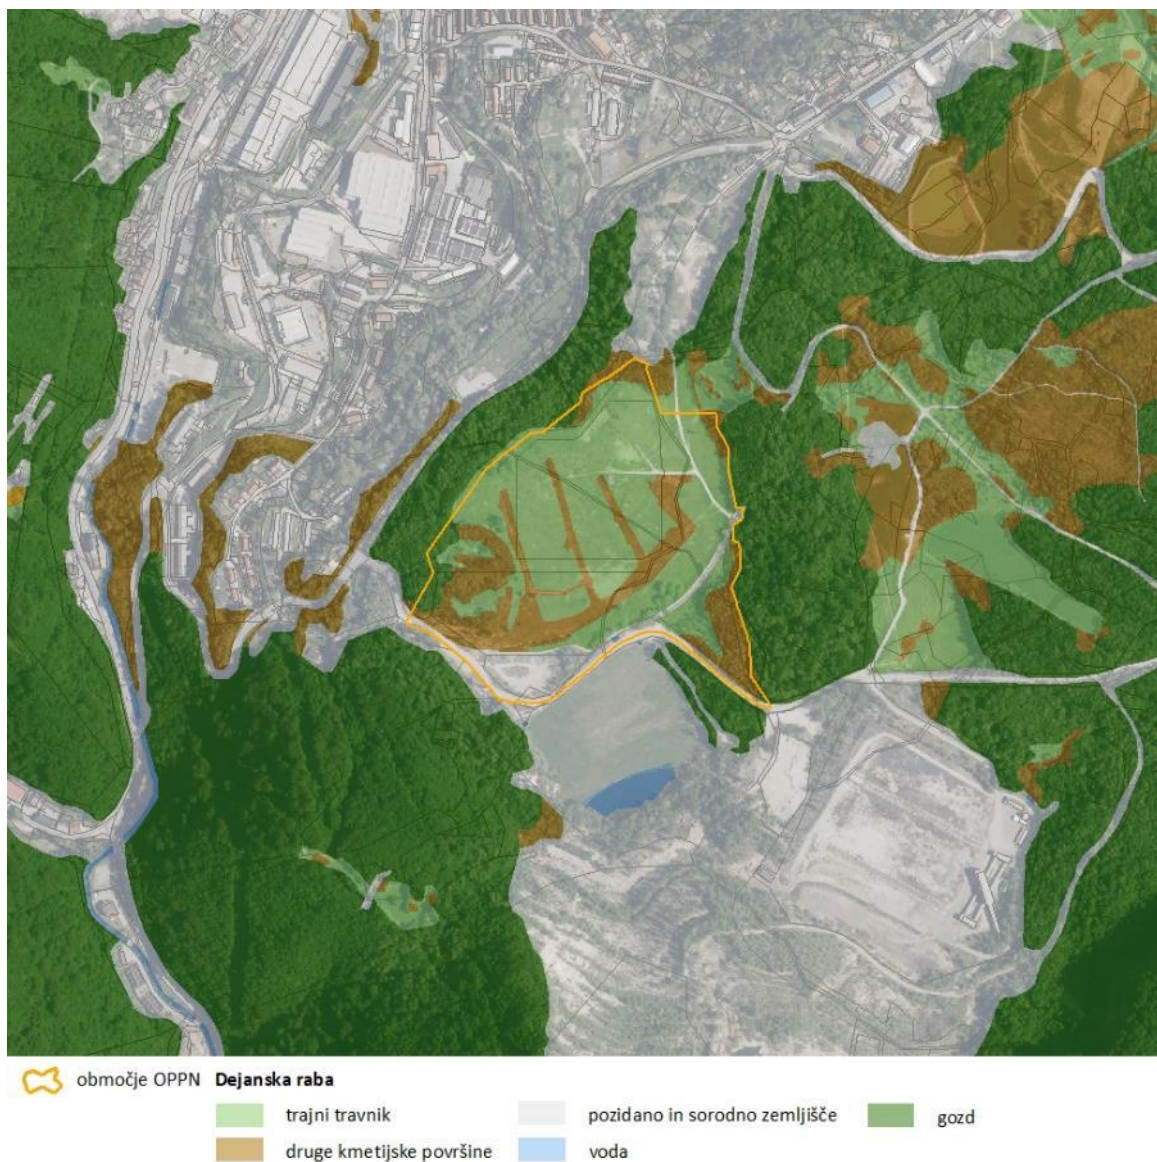 območje OPPN Dejanska raba
trajni travnik pozidano in sorodno zemljišče gozd
druge kmetijske površine voda